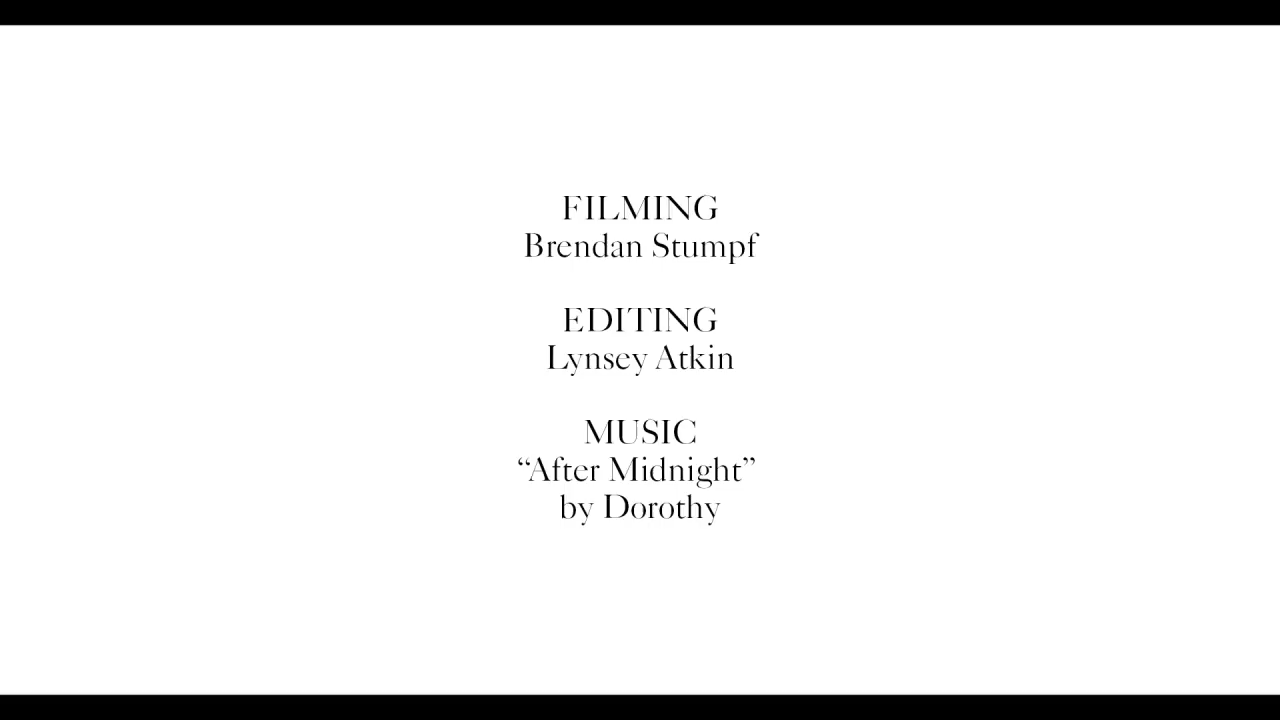 FILMING
Brendan Stumpf
EDITING
Lynsey Atkin
MUSIC
“After Midnight”
by Dorothy